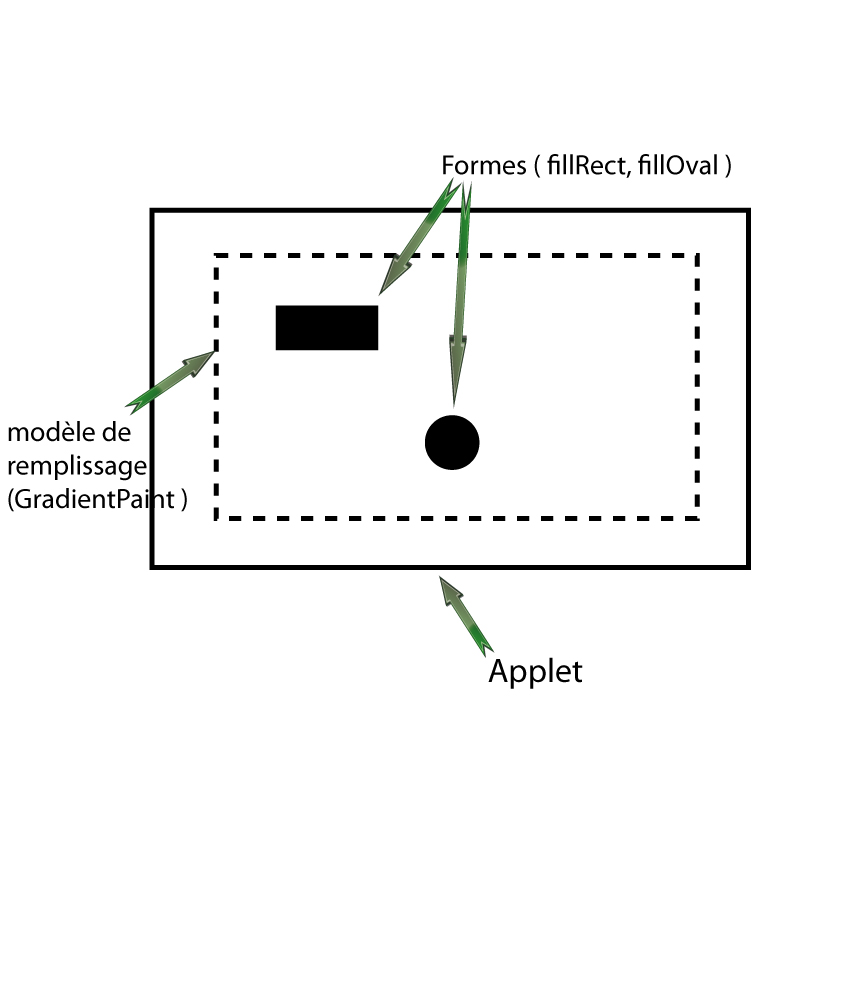 Formes ( fillRect, fillOval )
modèle de
remplissage
(GradientPaint )
Applet